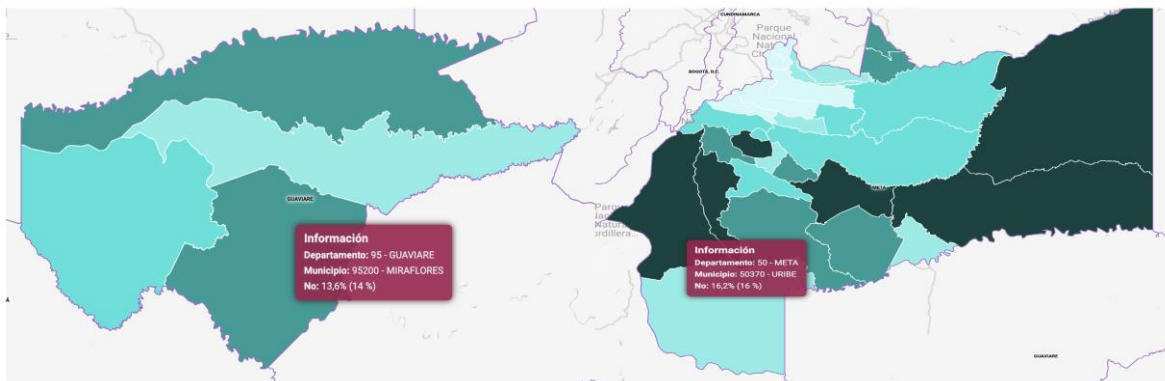 CUNDINAMARCA
Parque
Nacional
BOGOTÁ, D.C.
META
GUAVIARE
Parque
Información
Departamento: 95 - GUAVIARE
Municipio: 95200 - MIRAFLORES
No: 13,6% (14 %)
Información
Departamento: 50 - META
Municipio: 50370 - URIBE
No: 16,2% (16 %)
GUAVIARE